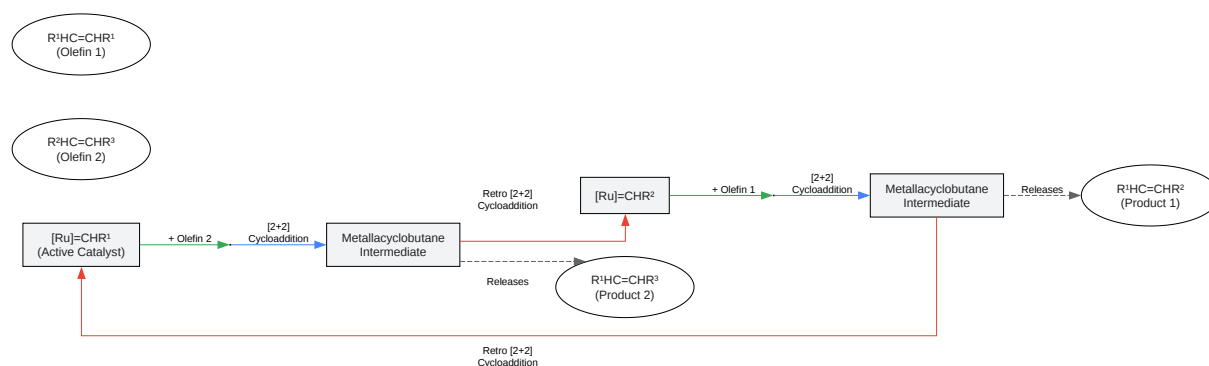 R¹HC=CHR¹
(Olefin 1)
R²HC=CHR³
(Olefin 2)
[Ru]=CHR¹
(Active Catalyst)
+ Olefin 2
[2+2]
Cycloaddition
Metallacyclobutane
Intermediate
Retro [2+2]
Cycloaddition
Releases
[Ru]=CHR²
R¹HC=CHR³
(Product 2)
+ Olefin 1
[2+2]
Cycloaddition
Metallacyclobutane
Intermediate
Releases
R¹HC=CHR²
(Product 1)
Retro [2+2]
Cycloaddition